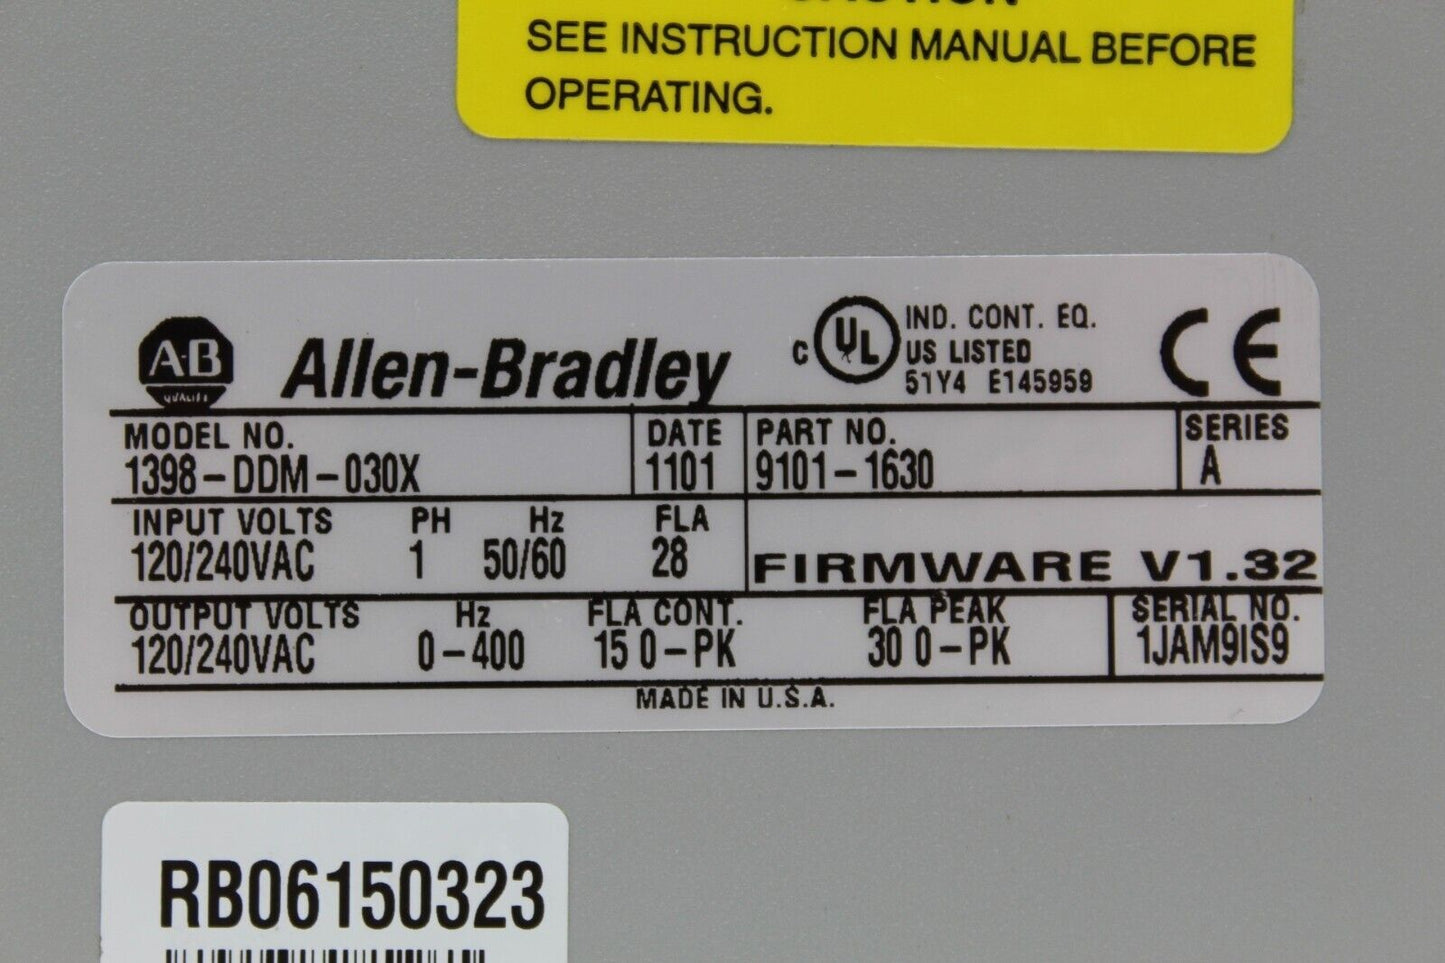 CAUTION
SEE INSTRUCTION MANUAL BEFORE
OPERATING.
A-B
QUALITY
Allen-Bradley
C UL
IND. CONT. EQ.
US LISTED
51Y4 E145959
CE
MODEL NO. DATE PART NO. SERIES
1398-DDM-030X 1101 9101-1630 A
INPUT VOLTS PH Hz FLA
120/240VAC 1 50/60 28 FIRMWARE V1.32
OUTPUT VOLTS Hz FLA CONT. FLA PEAK SERIAL NO.
120/240VAC 0-400 15 0-PK 30 0-PK 1JAM9IS9
MADE IN U.S.A.
RB06150323